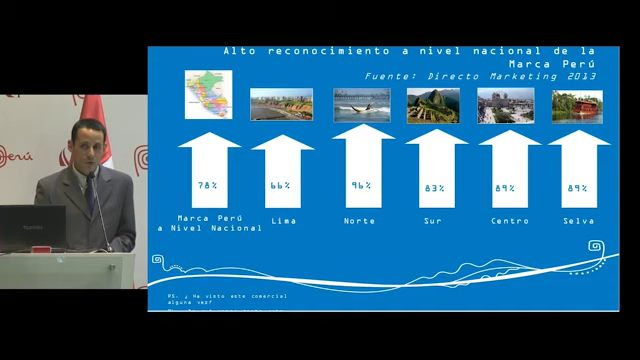 Alto reconocimiento a nivel nacional de la
Marca Perú
Fuente: Directo Marketing 2013
78%
66%
96%
83%
89%
89%
Marca Perú
a Nivel Nacional
Lima
Norte
Sur
Centro
Selva
P5. ¿ Ha visto este comercial
alguna vez?
Perú